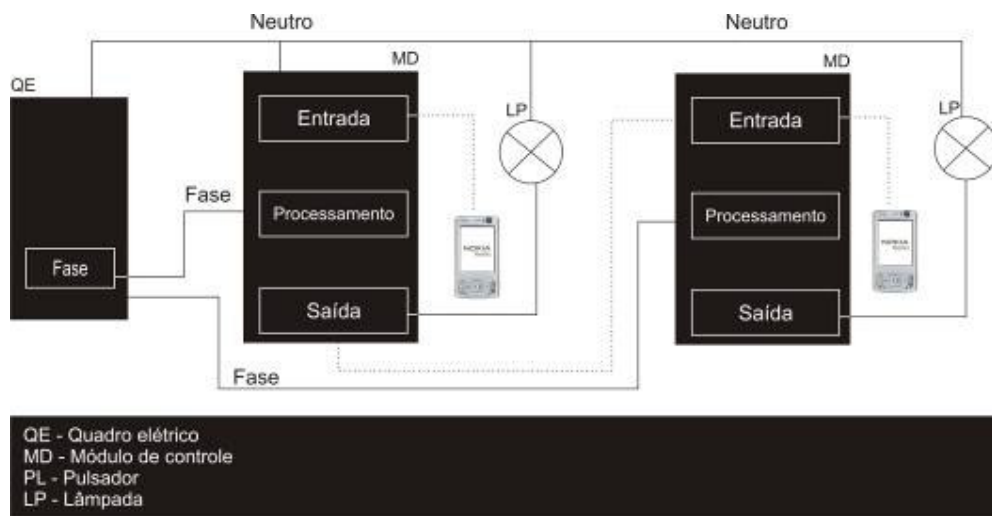 Neutro
Neutro
MD
MD
QE
LP
LP
Entrada
Entrada
Fase
Processamento
Processamento
NOKIA
Fase
Saída
Saída
Fase
QE - Quadro elétrico
MD - Módulo de controle
PL - Pulsador
LP - Lâmpada